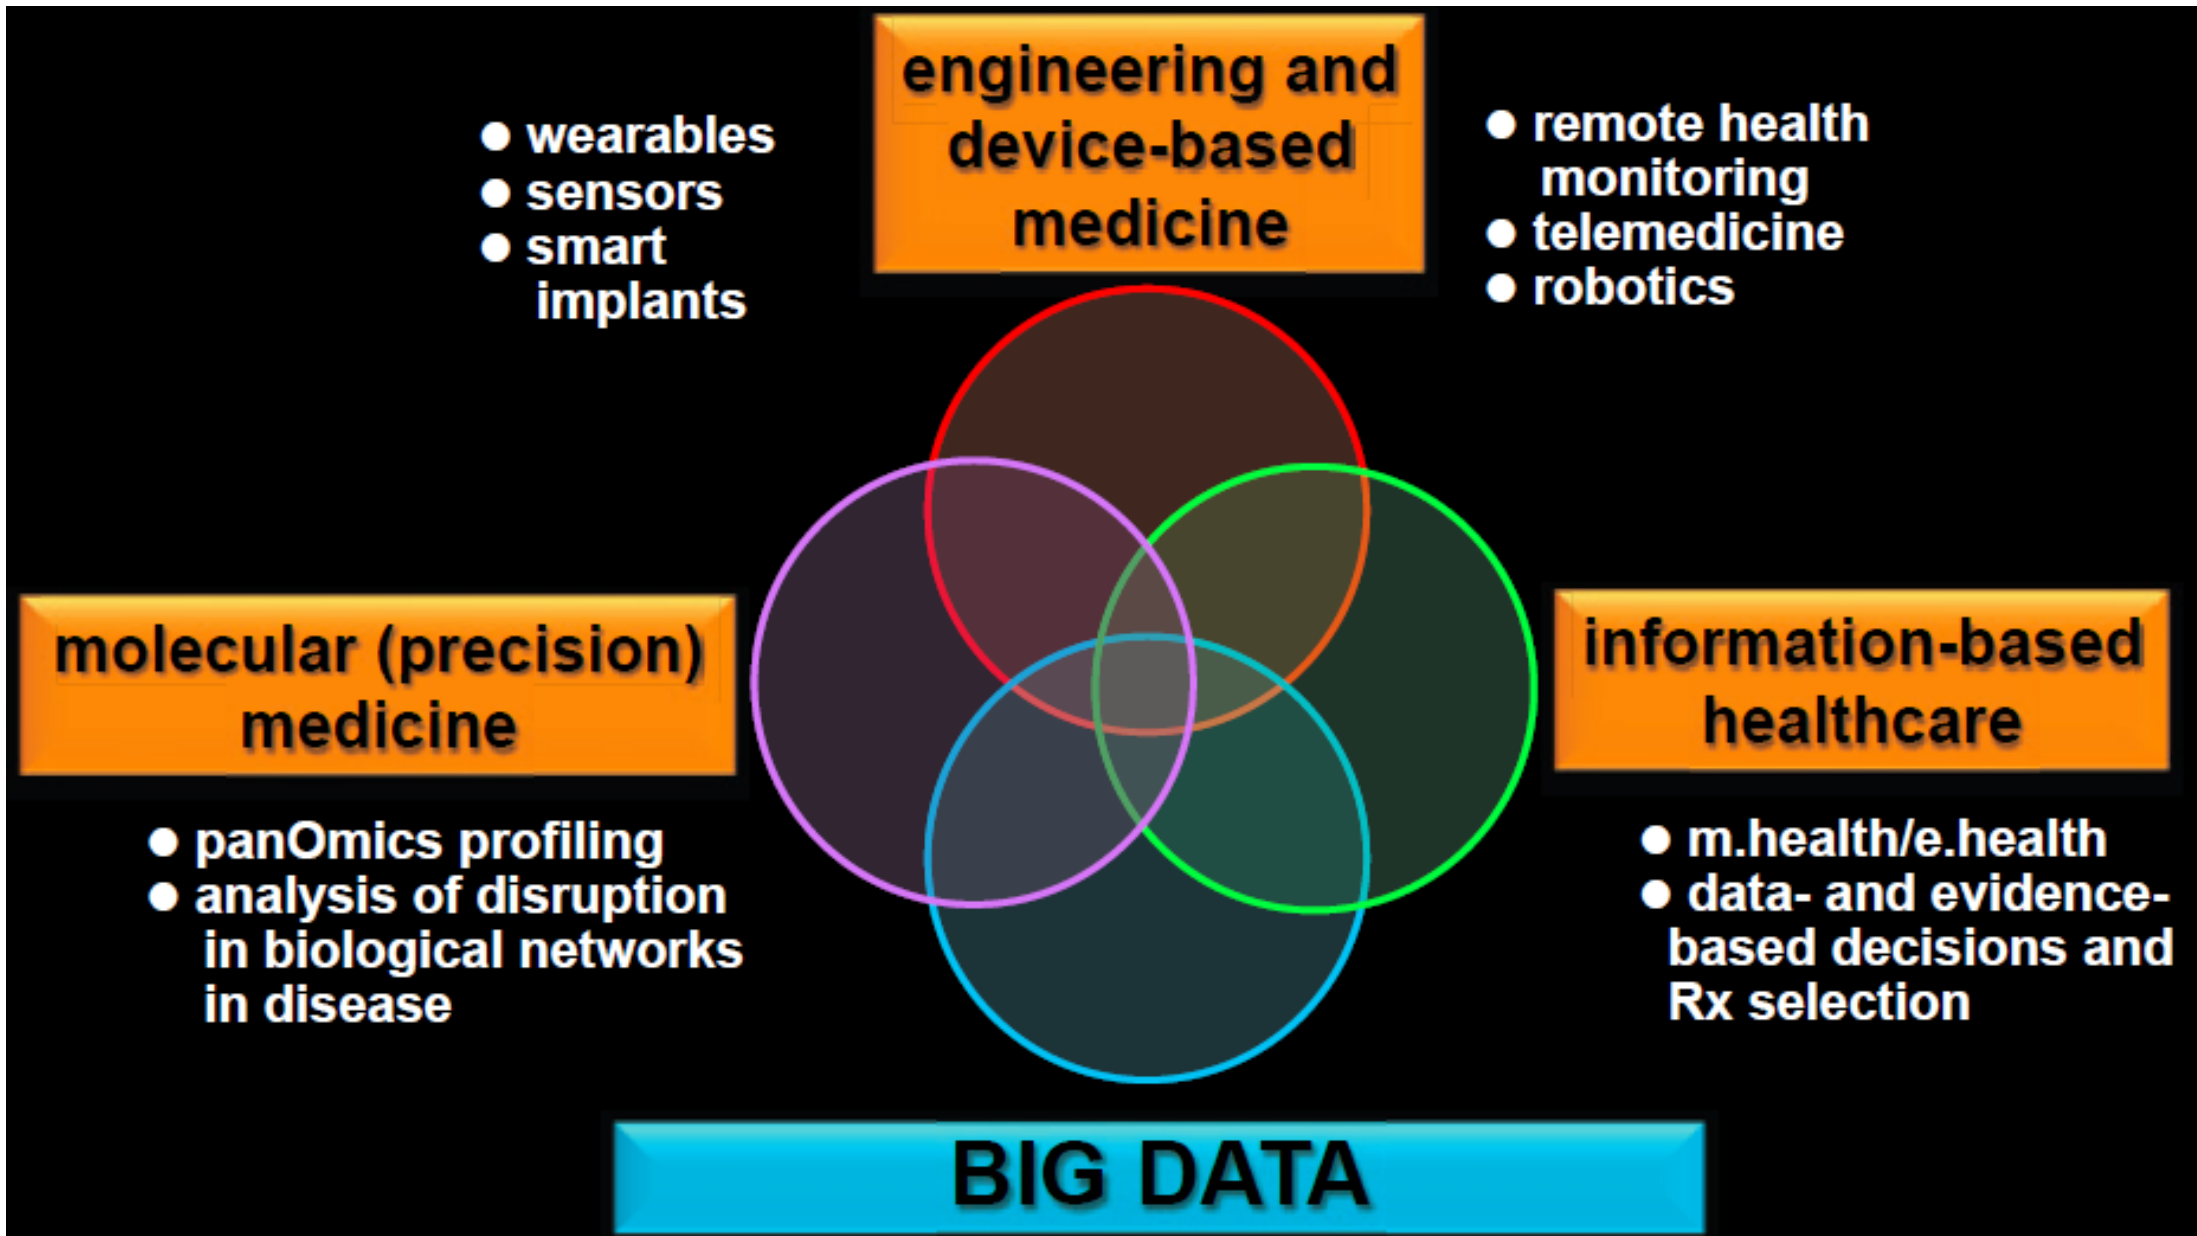 engineering and
device-based
medicine
● wearables
● sensors
● smart
implants
● remote health
monitoring
● telemedicine
● robotics
molecular (precision)
medicine
● panOmics profiling
● analysis of disruption
in biological networks
in disease
information-based
healthcare
● m.health/e.health
● data- and evidence-
based decisions and
Rx selection
BIG DATA